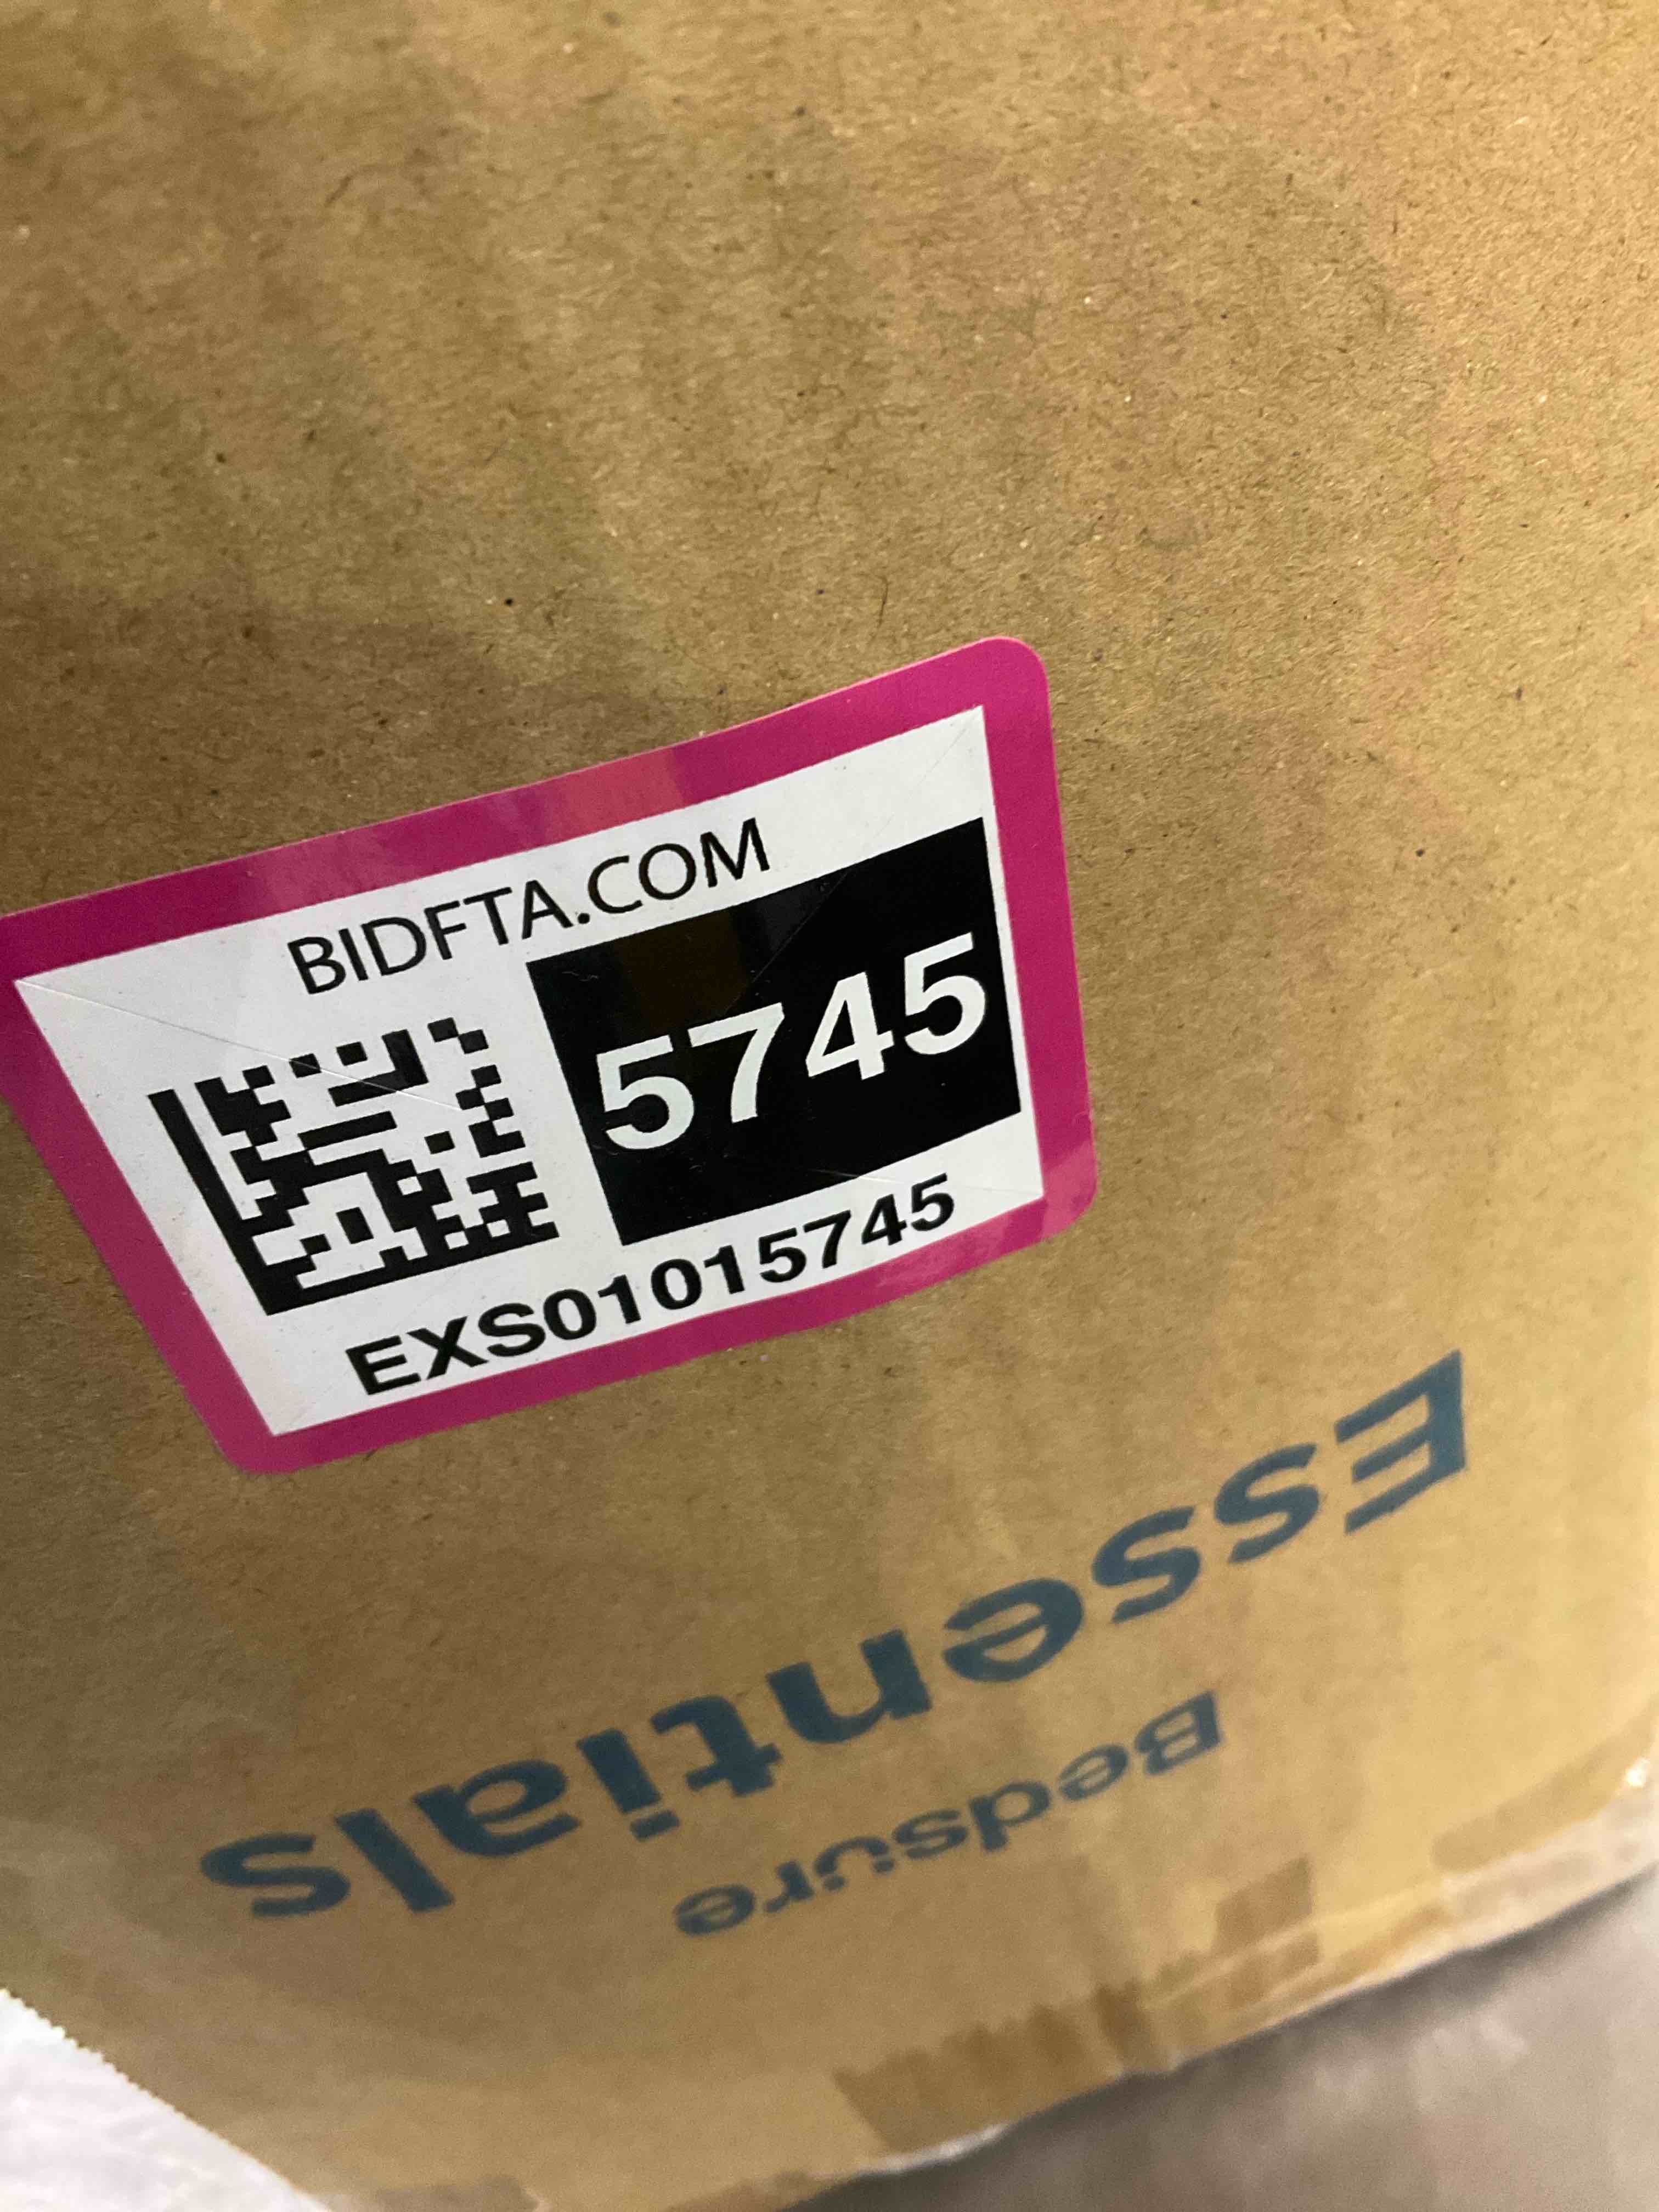 BIDFTA.COM
5745
EXS01015745
Bedsure
Essentials